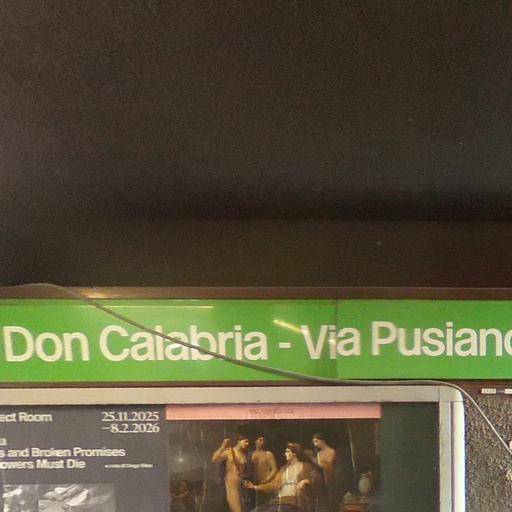 Don Calabria - Via Pusiano
ect Room
25.11.2025
–8.2.2026
a
s and Broken Promises
owers Must Die